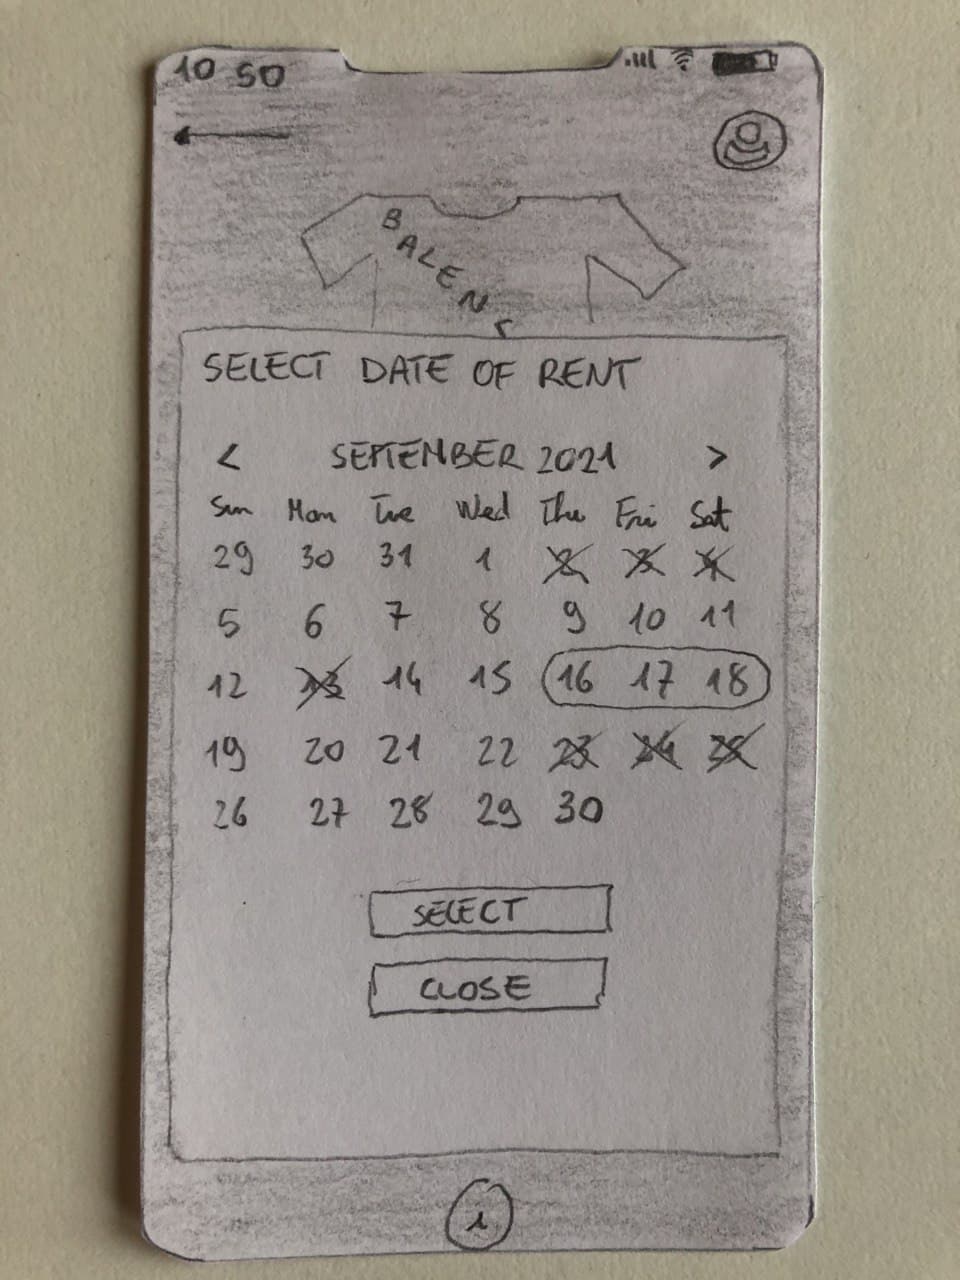 10 50
BALENC
SELECT DATE OF RENT
< SEPTEMBER 2021 >
Sun Mon Tue Wed Thu Fri Sat
29 30 31 1 2 3 4
5 6 7 8 9 10 11
12 13 14 15 16 17 18
19 20 21 22 23 24 25
26 27 28 29 30
SELECT
CLOSE
i